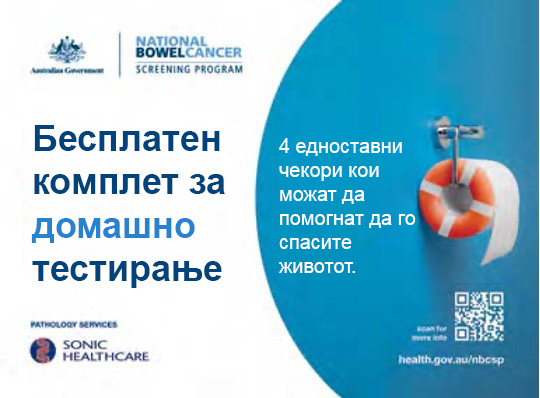 Australian Government
NATIONAL
BOWELCANCER
SCREENING PROGRAM
Бесплатен
комплет за
домашно
тестирање
4 едноставни
чекори кои
можат да
помогнат да го
спасите
животот.
PATHOLOGY SERVICES
SONIC
HEALTHCARE
scan for
more info
health.gov.au/nbcsp